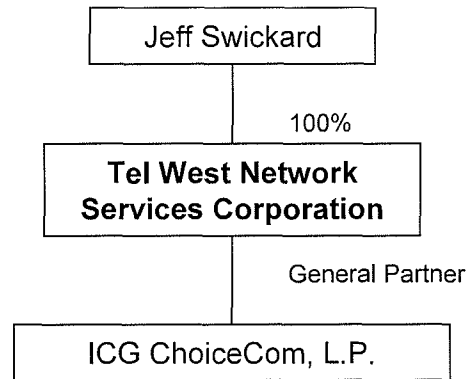 Jeff Swickard
100%
Tel West Network
Services Corporation
General Partner
ICG ChoiceCom, L.P.